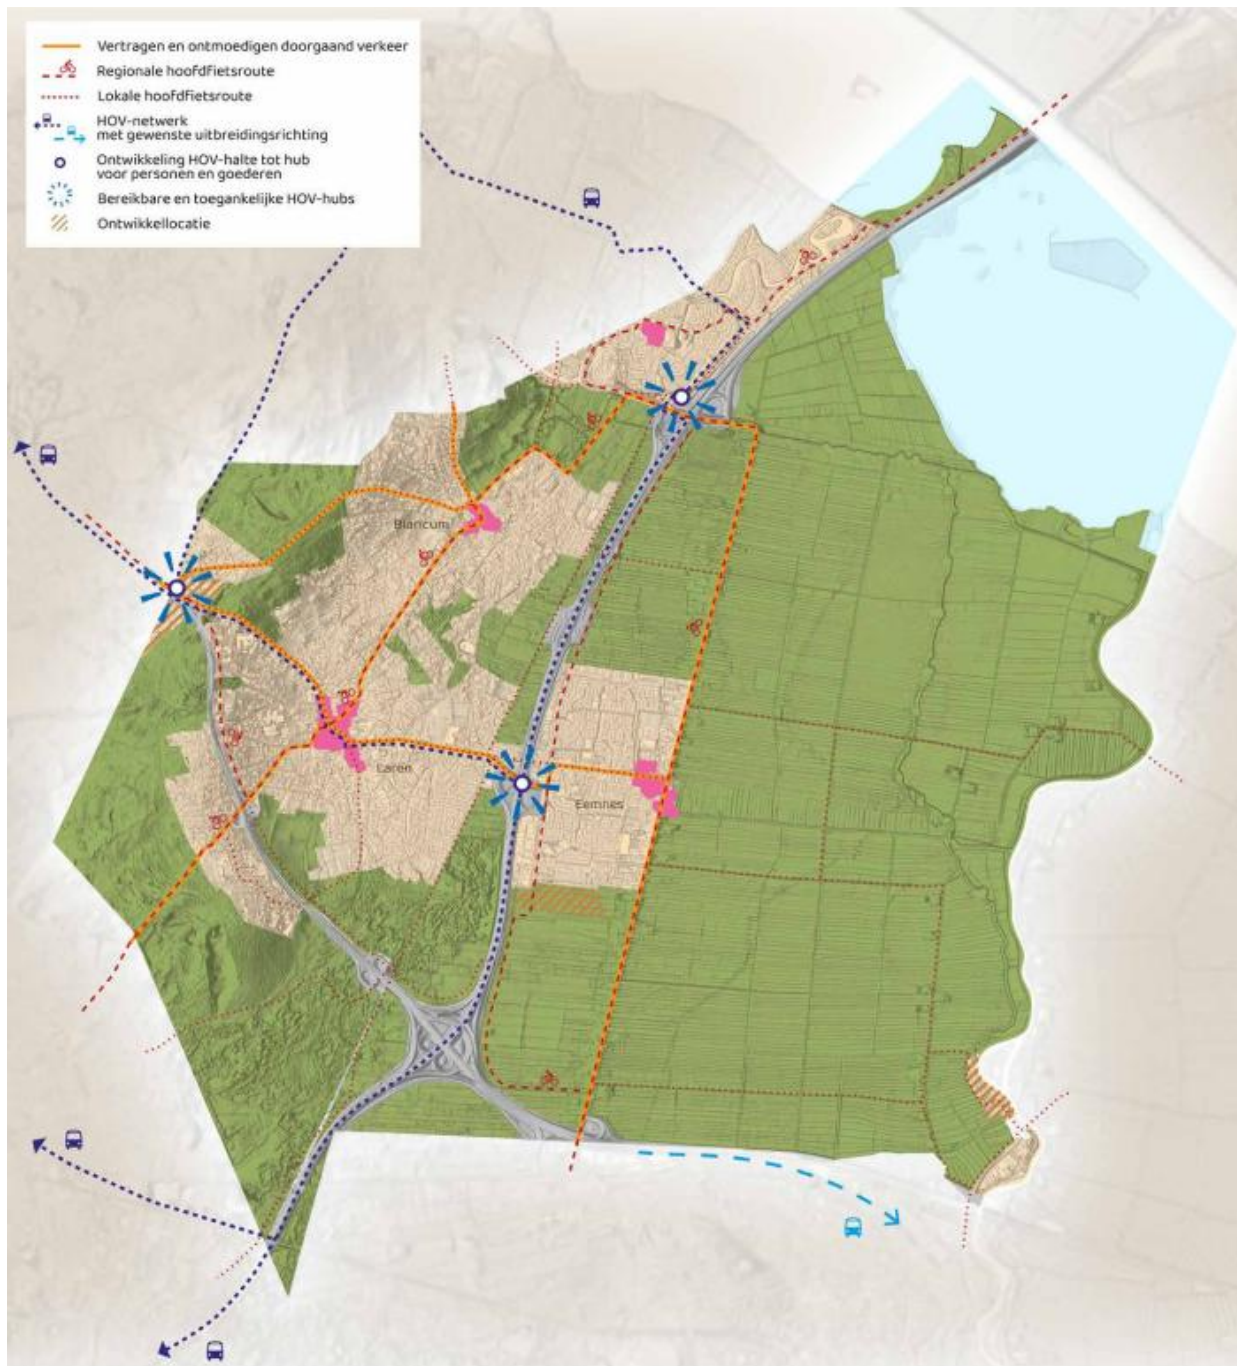 Vertragen en ontmoedigen doorgaand verkeer
Regionale hoofdfietsroute
Lokale hoofdfietsroute
HOV-netwerk
met gewenste uitbreidingsrichting
Ontwikkeling HOV-halte tot hub
voor personen en goederen
Bereikbare en toegankelijke HOV-hubs
Ontwikkellocatie
Blaricum
Laren
Eemnes